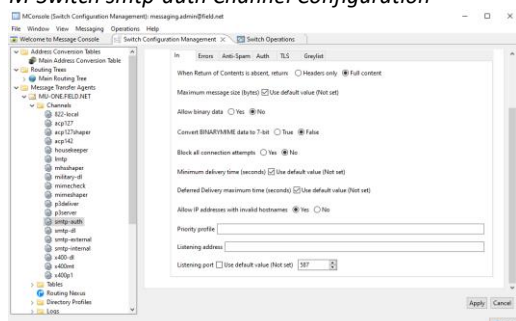 M-Switch smtp-auth Channel Configuration
MConsole (Switch Configuration Management): messaging.admin@field.net
File Window View Messaging Operations Help
Welcome to Message Console
Switch Configuration Management
Switch Operations
Address Conversion Tables
Main Address Conversion Table
Routing Trees
Main Routing Tree
Message Transfer Agents
MU-ONE.FIELD.NET
Channels
822-local
acp127
acp127shaper
acp142
housekeeper
lmtp
mhsshaper
military-dl
mimecheck
mimeshaper
p3deliver
p3server
smtp-auth
smtp-dl
smtp-external
smtp-internal
x400-dl
x400mt
x400p1
Tables
Routing Nexus
Directory Profiles
Logs
In Errors Anti-Spam Auth TLS Greylist
When Return of Contents is absent, return Headers only Full content
Maximum message size (bytes) Use default value (Not set)
Allow binary data Yes No
Convert BINARYMIME data to 7-bit True False
Block all connection attempts Yes No
Minimum delivery time (seconds) Use default value (Not set)
Deferred Delivery maximum time (seconds) Use default value (Not set)
Allow IP addresses with invalid hostnames Yes No
Priority profile
Listening address
Listening port Use default value (Not set) 587
Apply Cancel